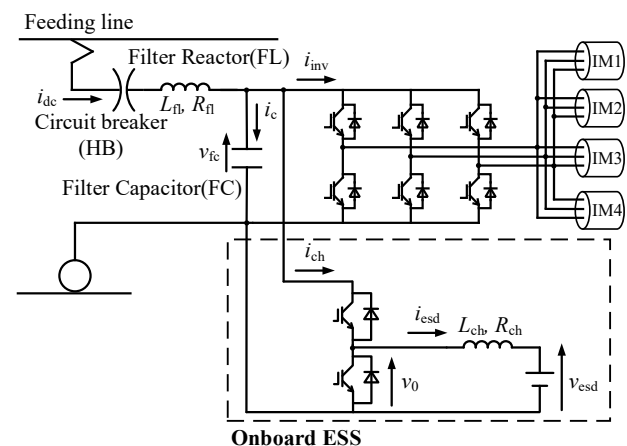 Feeding line
Filter Reactor(FL)
i_inv
IM1
i_dc
L_fl, R_fl
i_c
IM2
Circuit breaker
(HB)
v_fc
IM3
Filter Capacitor(FC)
IM4
i_ch
i_esd
L_ch, R_ch
v_0
v_esd
Onboard ESS